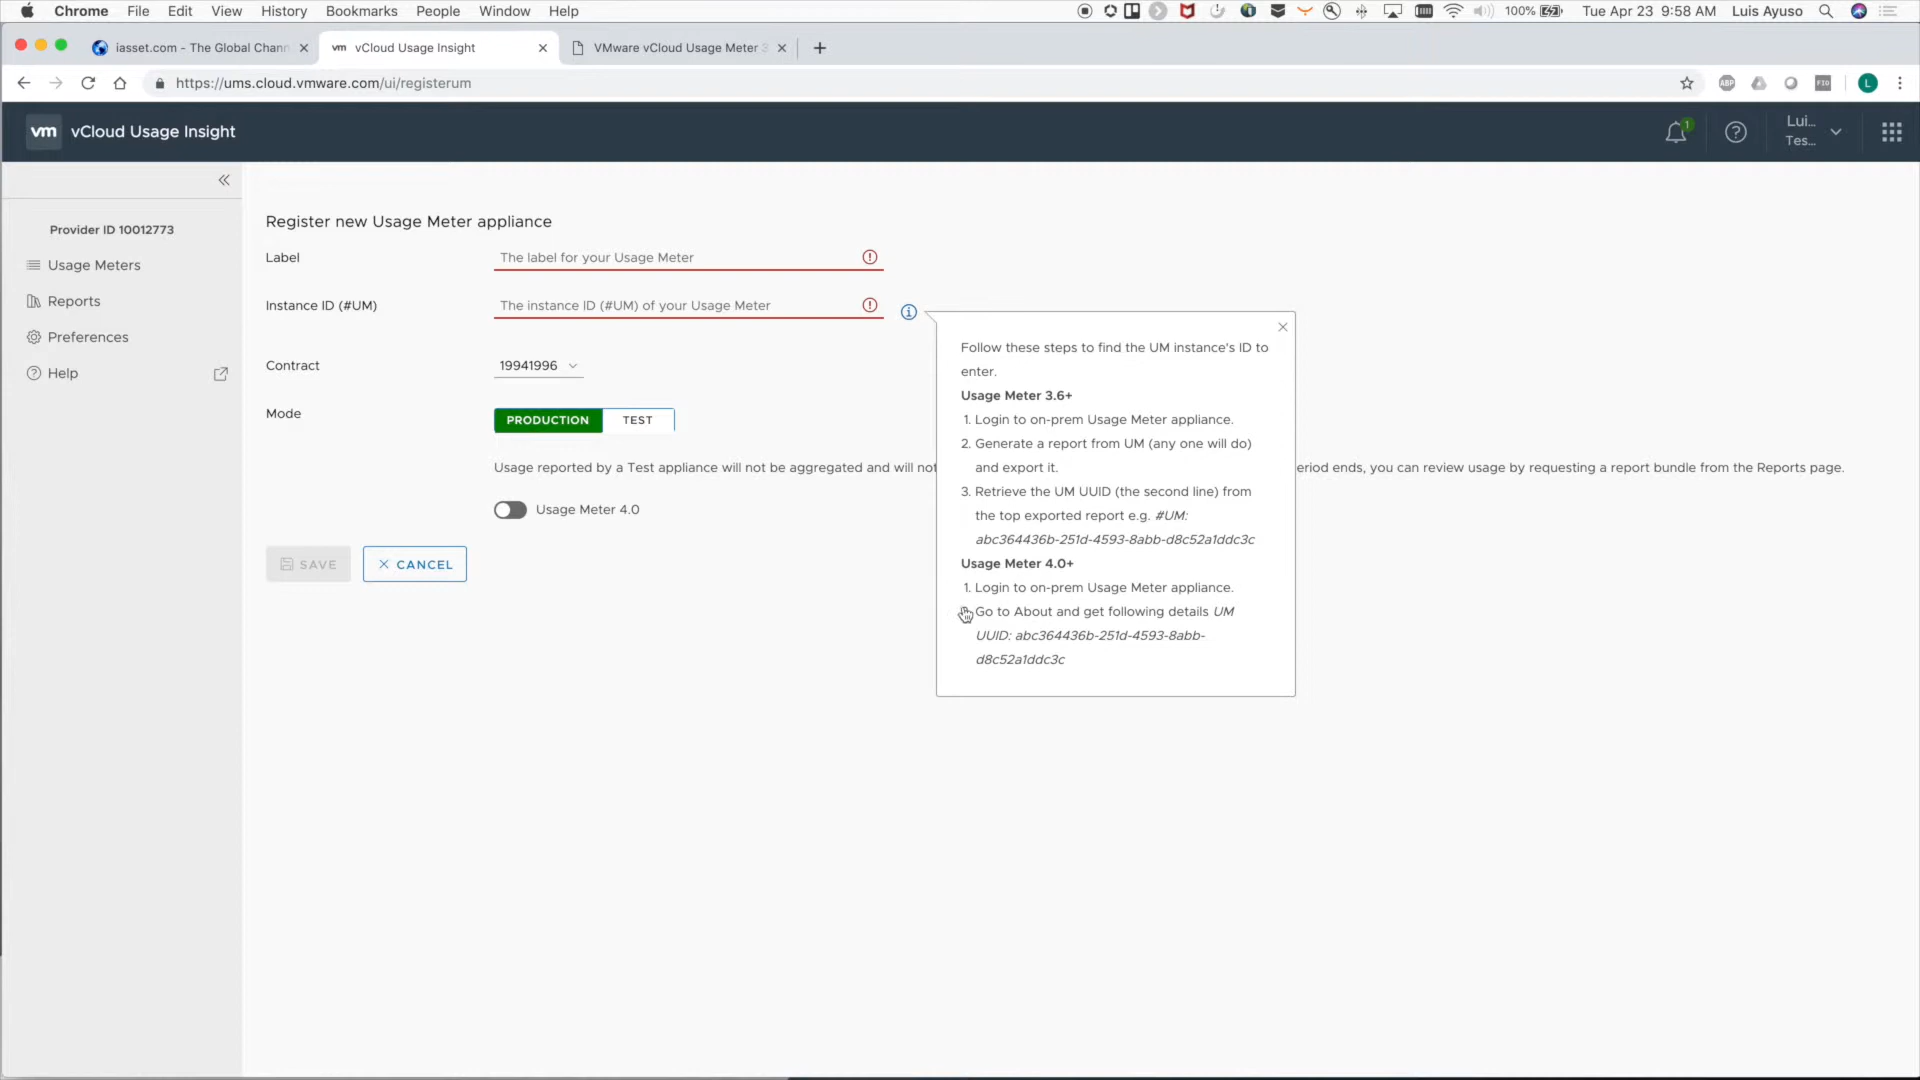 Chrome File Edit View History Bookmarks People Window Help 100% Tue Apr 23 9:58 AM Luis Ayuso
iasset.com - The Global Chann
vm vCloud Usage Insight
VMware vCloud Usage Meter 3
https://ums.cloud.vmware.com/ui/registerum ABP FIO L
vm vCloud Usage Insight
1
Lui...
Tes...
Provider ID 10012773
Usage Meters
Reports
Preferences
Help
Register new Usage Meter appliance
Label The label for your Usage Meter
Instance ID (#UM) The instance ID (#UM) of your Usage Meter
Contract 19941996
Mode PRODUCTION TEST
Usage reported by a Test appliance will not be aggregated and will not eriod ends, you can review usage by requesting a report bundle from the Reports page.
Usage Meter 4.0
SAVE CANCEL
Follow these steps to find the UM instance's ID to
enter.
Usage Meter 3.6+
1. Login to on-prem Usage Meter appliance.
2. Generate a report from UM (any one will do)
and export it.
3. Retrieve the UM UUID (the second line) from
the top exported report e.g. #UM:
abc364436b-251d-4593-8abb-d8c52a1ddc3c
Usage Meter 4.0+
1. Login to on-prem Usage Meter appliance.
Go to About and get following details UM
UUID: abc364436b-251d-4593-8abb-
d8c52a1ddc3c